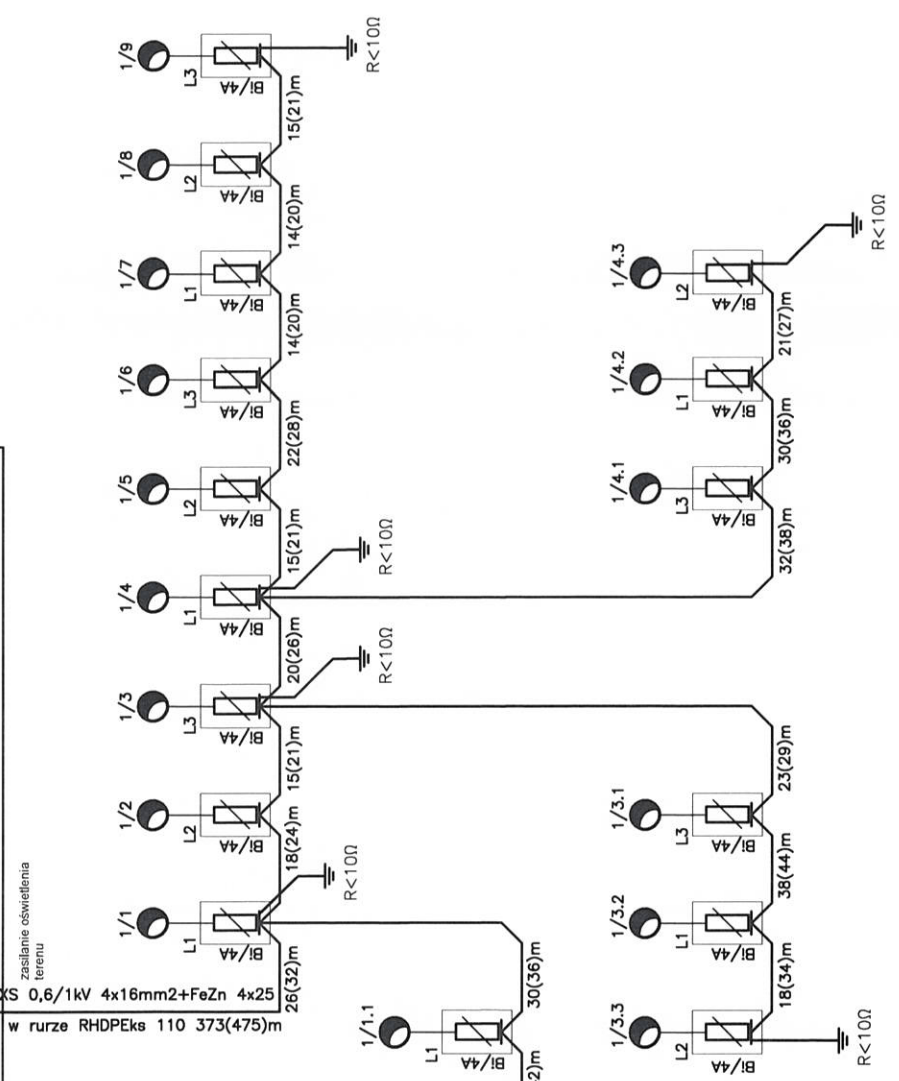 1/9
L3
Bi/4A
R<10Ω
15(21)m
1/8
L2
Bi/4A
14(20)m
1/7
L1
Bi/4A
14(20)m
1/6
L3
Bi/4A
22(28)m
1/5
L2
Bi/4A
15(21)m
R<10Ω
1/4
L1
Bi/4A
20(26)m
R<10Ω
1/3
L3
Bi/4A
15(21)m
1/2
L2
Bi/4A
18(24)m
R<10Ω
1/1
L1
Bi/4A
26(32)m
zasilanie oświetlenia
terenu
XS 0,6/1kV 4x16mm2+FeZn 4x25
w rurze RHDPEks 110 373(475)m
1/4.3
L2
Bi/4A
R<10Ω
21(27)m
1/4.2
L1
Bi/4A
30(36)m
1/4.1
L3
Bi/4A
32(38)m
23(29)m
1/3.1
L3
Bi/4A
38(44)m
1/3.2
L1
Bi/4A
18(34)m
1/3.3
L2
Bi/4A
R<10Ω
30(36)m
1/1.1
L1
Bi/4A
2)m